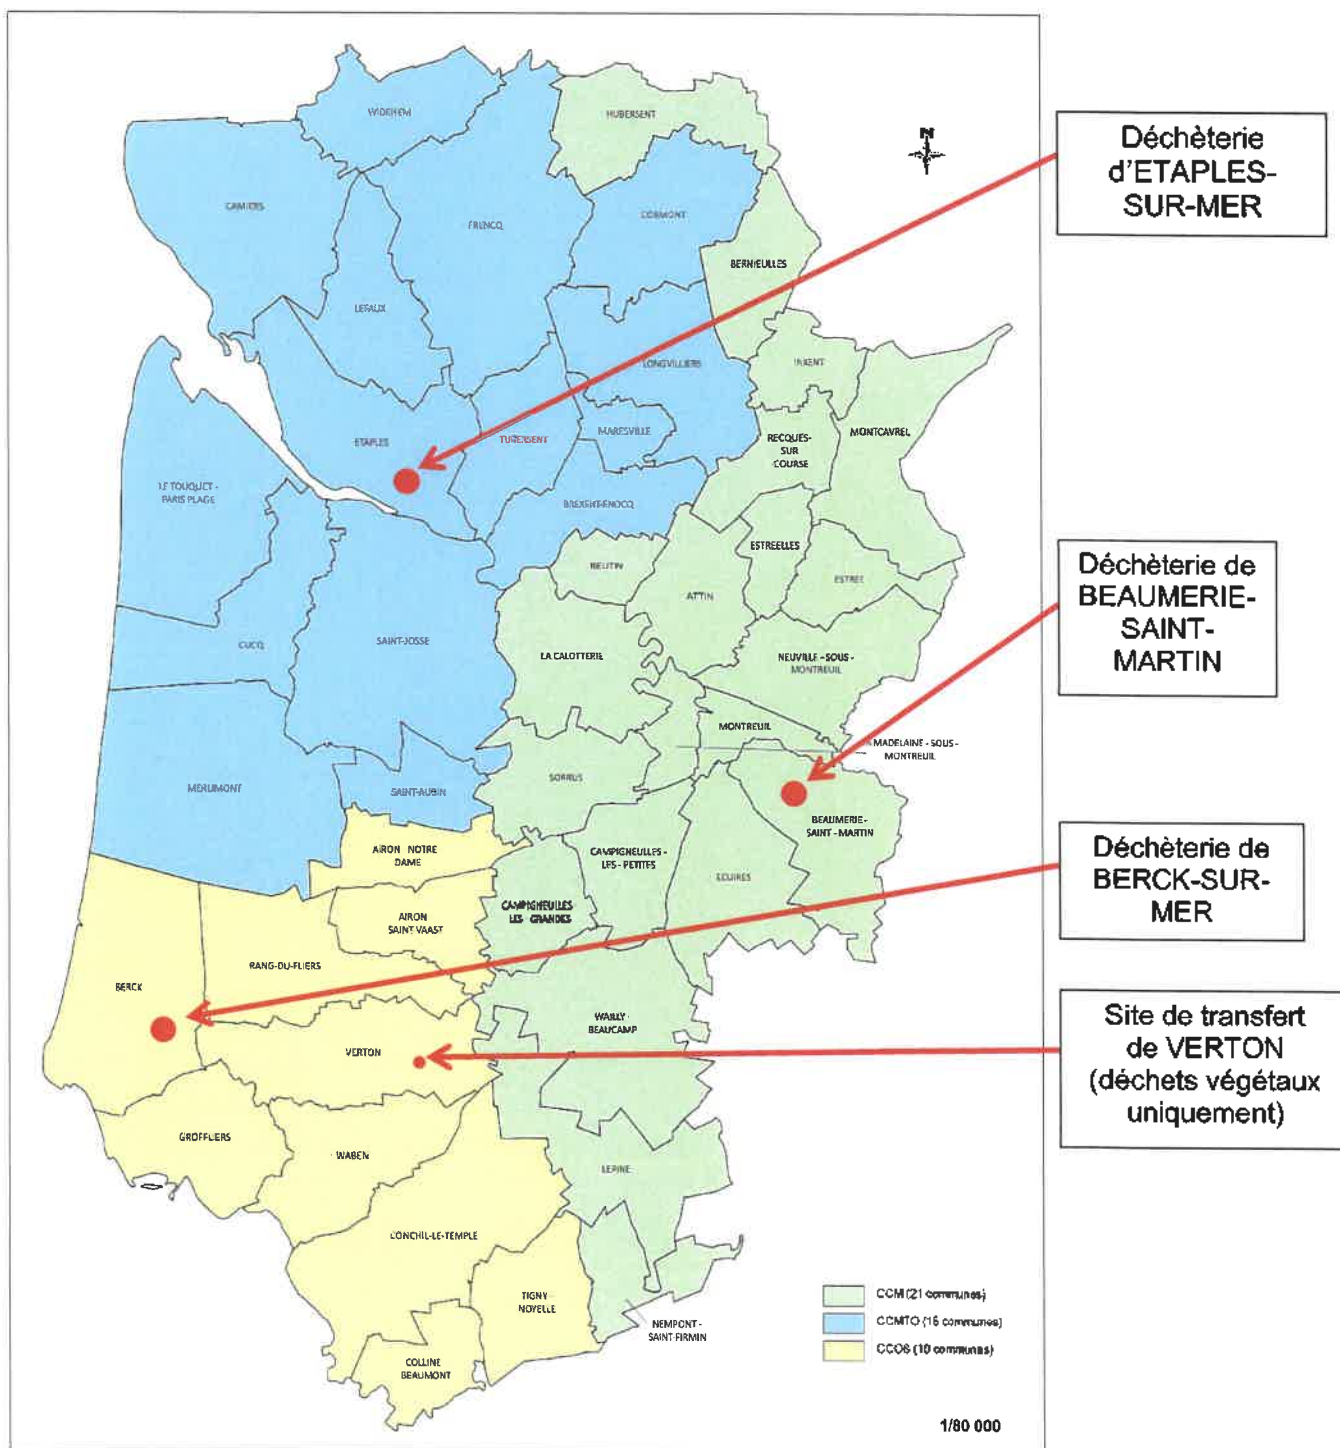 WIDEHEM
HUBERSENT
N
CAMIERS
FRENCQ
CORMONT
BERNIEULLES
LEFAUX
LONGVILLIERS
INXENT
MONTCAVREL
ETAPLES
TUBERSENT
MARESVILLE
RECQUES-
SUR
COURSE
LE TOUQUET -
PARIS PLAGE
BREXENT-ENOCQ
ESTREELLES
BEUTIN
ATTIN
ESTREE
CUCQ
SAINT-JOSSE
LA CALOTTERIE
NEUVILLE - SOUS -
MONTREUIL
MONTREUIL
MADELAINE - SOUS -
MONTREUIL
SORRUS
MERLIMONT
SAINT-AUBIN
BEAUMERIE -
SAINT - MARTIN
AIRON NOTRE
DAME
CAMPIGNEULLES -
LES - PETITES
ECUIRES
CAMPIGNEULLES
LES GRANDES
AIRON
SAINT VAAST
RANG-DU-FLIERS
BERCK
WAILLY -
BEAUCAMP
VERTON
GROFFLIERS
WABEN
LEPINE
CONCHIL-LE-TEMPLE
TIGNY
NOYELLE
NEMPONT -
SAINT-FIRMIN
COLLINE
BEAUMONT
CCM (21 communes)
CCMTO (16 communes)
CCOS (10 communes)
1/80 000
Déchèterie
d'ETAPLES-
SUR-MER
Déchèterie de
BEAUMERIE-
SAINT-
MARTIN
Déchèterie de
BERCK-SUR-
MER
Site de transfert
de VERTON
(déchets végétaux
uniquement)